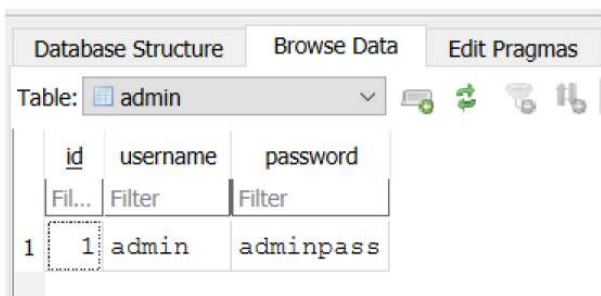 Database Structure Browse Data Edit Pragmas
Table: admin
id username password
Fil... Filter Filter
1 1 admin adminpass